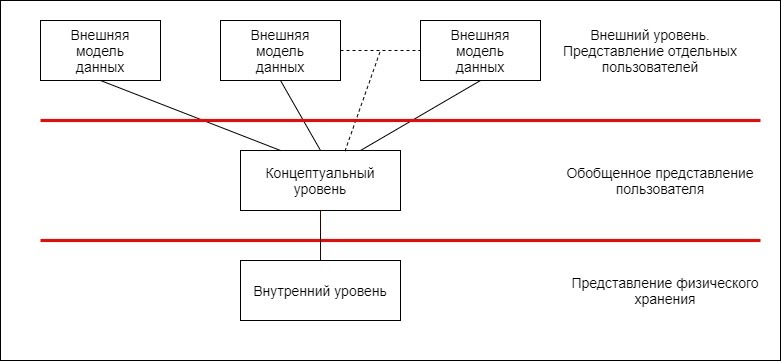 Внешняя
модель
данных
Внешняя
модель
данных
Внешняя
модель
данных
Внешний уровень.
Представление отдельных
пользователей
Концептуальный
уровень
Обобщенное представление
пользователя
Внутренний уровень
Представление физического
хранения